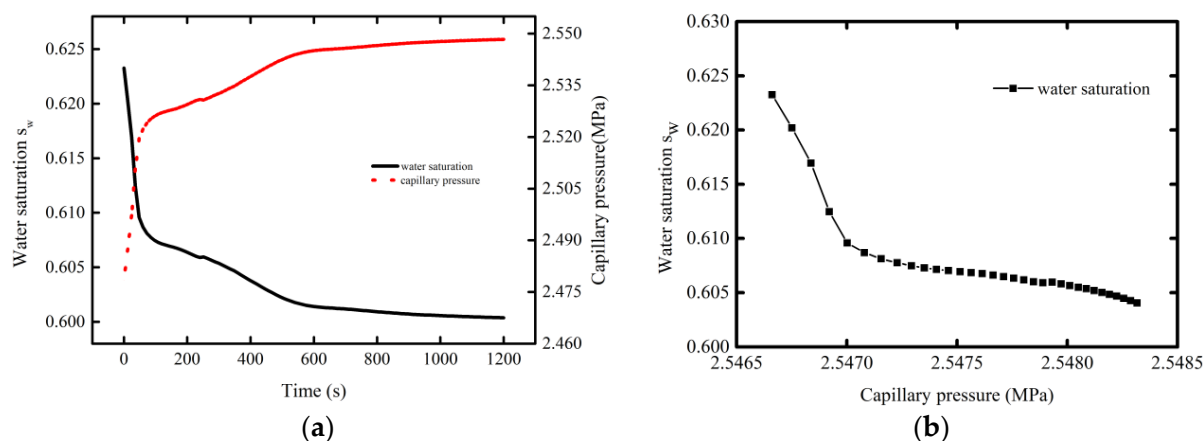 0.625
0.620
0.615
0.610
0.605
0.600
Water saturation s_w
0 200 400 600 800 1000 1200
Time (s)
2.550
2.535
2.520
2.505
2.490
2.475
2.460
Capillary pressure(MPa)
water saturation
capillary pressure
(a)
0.630
0.625
0.620
0.615
0.610
0.605
0.600
Water saturation s_w
2.5465 2.5470 2.5475 2.5480 2.5485
Capillary pressure (MPa)
water saturation
(b)